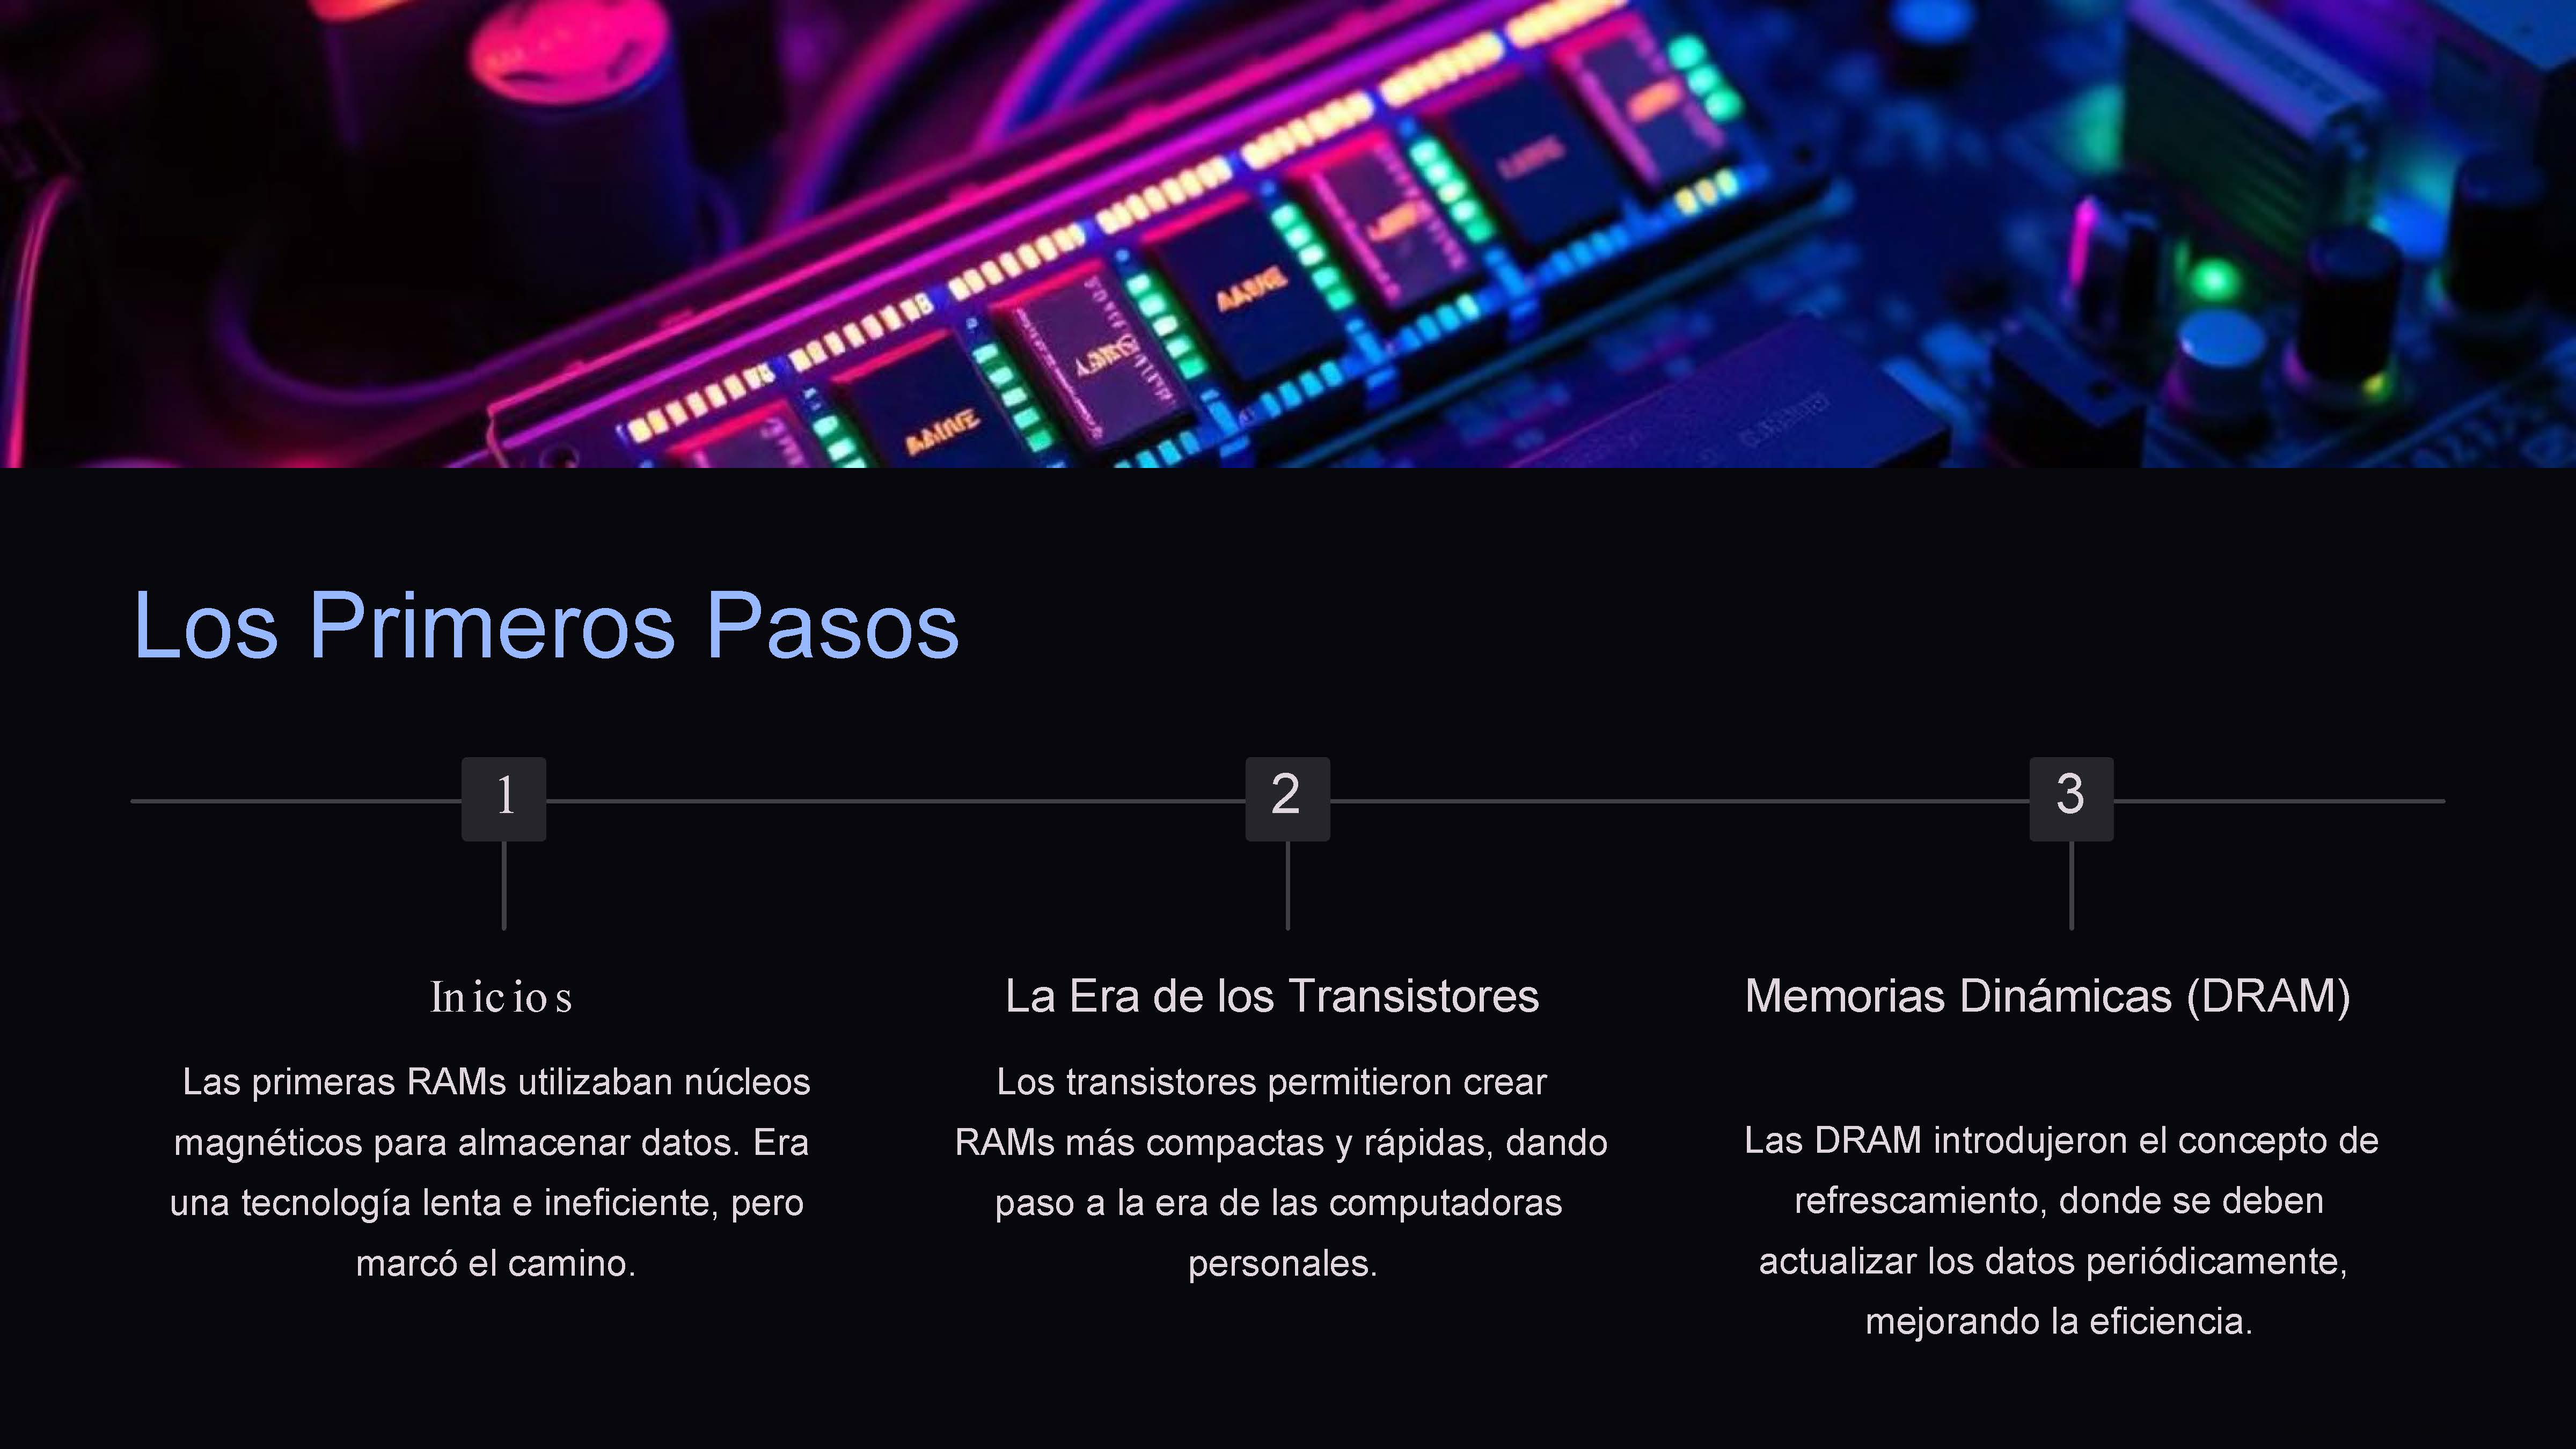 Los Primeros Pasos
1
2
3
Inicios
Las primeras RAMs utilizaban núcleos
magnéticos para almacenar datos. Era
una tecnología lenta e ineficiente, pero
marcó el camino.
La Era de los Transistores
Los transistores permitieron crear
RAMs más compactas y rápidas, dando
paso a la era de las computadoras
personales.
Memorias Dinámicas (DRAM)
Las DRAM introdujeron el concepto de
refrescamiento, donde se deben
actualizar los datos periódicamente,
mejorando la eficiencia.